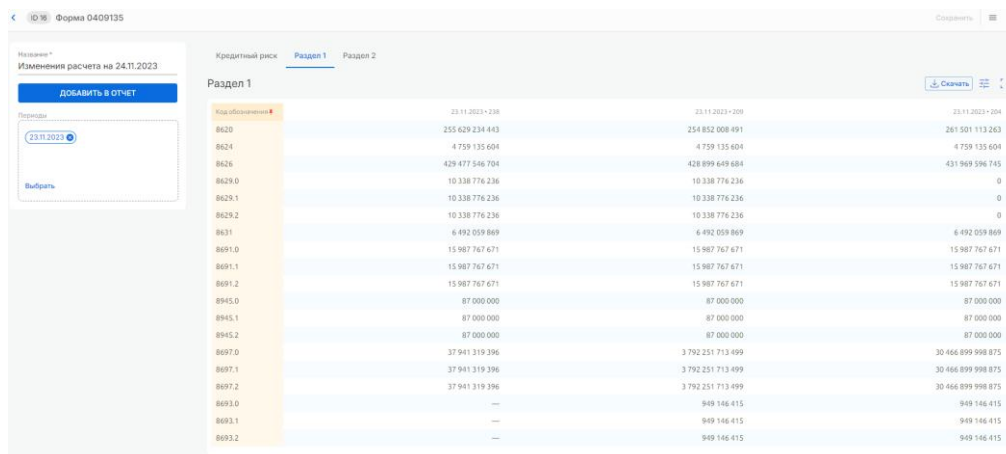 ID 16 Форма 0409135 Сохранить
Название *
Изменения расчета на 24.11.2023
ДОБАВИТЬ В ОТЧЕТ
Периоды
23.11.2023
Выбрать
Кредитный риск Раздел 1 Раздел 2
Раздел 1 Скачать
Код обозначения 23.11.2023 • 238 23.11.2023 • 209 23.11.2023 • 204
8620 255 629 234 443 254 852 008 491 261 501 113 263
8624 4 759 135 604 4 759 135 604 4 759 135 604
8626 429 477 546 704 428 899 649 684 431 969 596 745
8629.0 10 338 776 236 10 338 776 236 0
8629.1 10 338 776 236 10 338 776 236 0
8629.2 10 338 776 236 10 338 776 236 0
8631 6 492 059 869 6 492 059 869 6 492 059 869
8691.0 15 987 767 671 15 987 767 671 15 987 767 671
8691.1 15 987 767 671 15 987 767 671 15 987 767 671
8691.2 15 987 767 671 15 987 767 671 15 987 767 671
8945.0 87 000 000 87 000 000 87 000 000
8945.1 87 000 000 87 000 000 87 000 000
8945.2 87 000 000 87 000 000 87 000 000
8697.0 37 941 319 396 3 792 251 713 499 30 466 899 998 875
8697.1 37 941 319 396 3 792 251 713 499 30 466 899 998 875
8697.2 37 941 319 396 3 792 251 713 499 30 466 899 998 875
8693.0 — 949 146 415 949 146 415
8693.1 — 949 146 415 949 146 415
8693.2 — 949 146 415 949 146 415